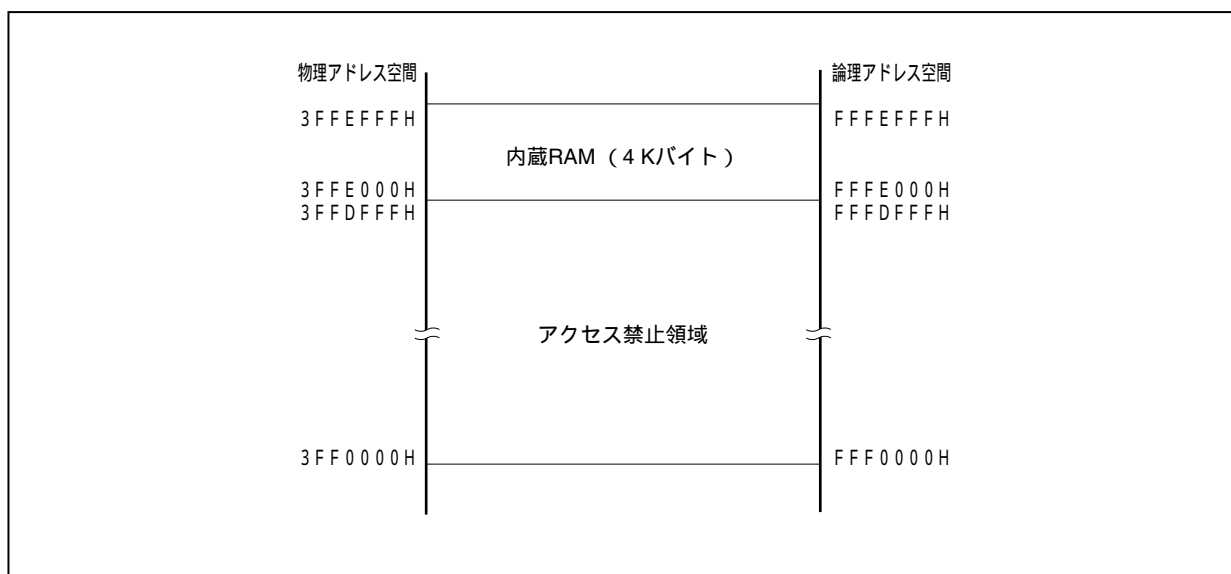 物理アドレス空間 論理アドレス空間
3FFEFFFH FFFEFFFH
内蔵RAM（4 Kバイト）
3FFE000H FFFE000H
3FFDFFFH FFFDFFFH
アクセス禁止領域
3FF0000H FFF0000H